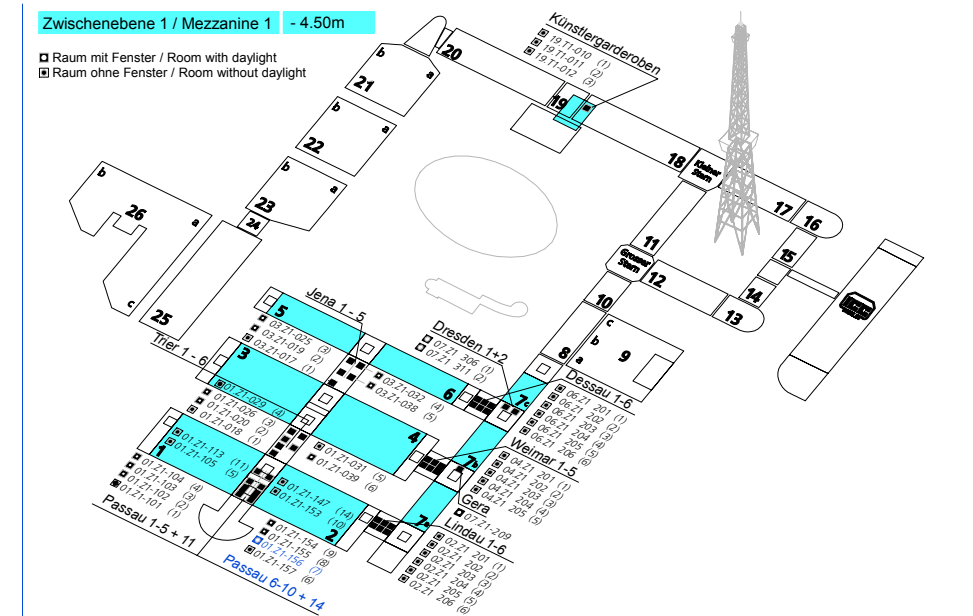 Zwischenebene 1 / Mezzanine 1 - 4.50m
Raum mit Fenster / Room with daylight
Raum ohne Fenster / Room without daylight
Künstlergarderoben
19.T1-010 (1)
19.T1-011 (2)
19.T1-012 (3)
20
b
21
a
19
b
22
a
18
Kleiner
Stern
b
23
a
17
16
b
26
a
c
24
25
11
15
Grosser
Stern
12
14
13
10
c
b
9
a
8
Jena 1 - 5
5
03.Z1-025 (3)
03.Z1-019 (2)
03.Z1-017 (1)
03.Z1-032 (4)
03.Z1-038 (5)
Dresden 1+2
07.Z1 306 (1)
07.Z1 311 (2)
6
7c
Trier 1 - 6
3
01.Z1-029 (4)
01.Z1-026 (3)
01.Z1-020 (2)
01.Z1-018 (1)
4
01.Z1-031 (5)
01.Z1-039 (6)
7b
Dessau 1-6
06.Z1 201 (1)
06.Z1 202 (2)
06.Z1 203 (3)
06.Z1 204 (4)
06.Z1 205 (5)
06.Z1 206 (6)
Weimar 1-5
04.Z1 201 (1)
04.Z1 202 (2)
04.Z1 203 (3)
04.Z1 204 (4)
04.Z1 205 (5)
Gera
07.Z1-209
1
01.Z1-113 (11)
01.Z1-105 (5)
01.Z1-104 (4)
01.Z1-103 (3)
01.Z1-102 (2)
01.Z1-101 (1)
Passau 1-5 + 11
01.Z1-147 (14)
01.Z1-153 (10)
2
7a
01.Z1-154 (9)
01.Z1-155 (8)
01.Z1-156 (7)
01.Z1-157 (6)
Passau 6-10 + 14
Lindau 1-6
02.Z1 201 (1)
02.Z1 202 (2)
02.Z1 203 (3)
02.Z1 204 (4)
02.Z1 205 (5)
02.Z1 206 (6)